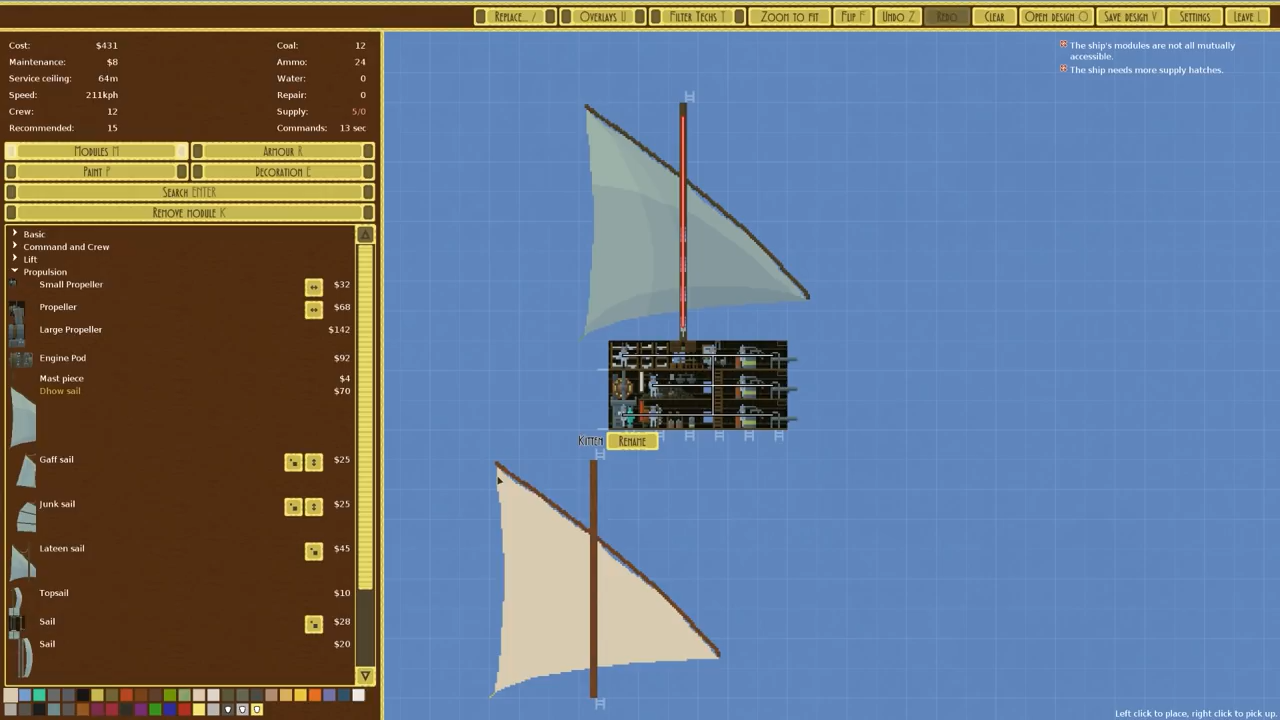 REPLACE... /
OVERLAYS U
FILTER TECHS T
ZOOM TO FIT
FLIP F
UNDO Z
REDO
CLEAR
OPEN DESIGN O
SAVE DESIGN V
SETTINGS
LEAVE L
Cost: $431 Coal: 12
Maintenance: $8 Ammo: 24
Service ceiling: 64m Water: 0
Speed: 211kph Repair: 0
Crew: 12 Supply: 5/0
Recommended: 15 Commands: 13 sec
MODULES M
ARMOUR R
PAINT P
DECORATION E
SEARCH ENTER
REMOVE MODULE K
Basic
Command and Crew
Lift
Propulsion
Small Propeller $32
Propeller $68
Large Propeller $142
Engine Pod $92
Mast piece $4
Dhow sail $70
Gaff sail $25
Junk sail $25
Lateen sail $45
Topsail $10
Sail $28
Sail $20
The ship's modules are not all mutually
accessible.
The ship needs more supply hatches.
KITTEN RENAME
Left click to place, right click to pick up.